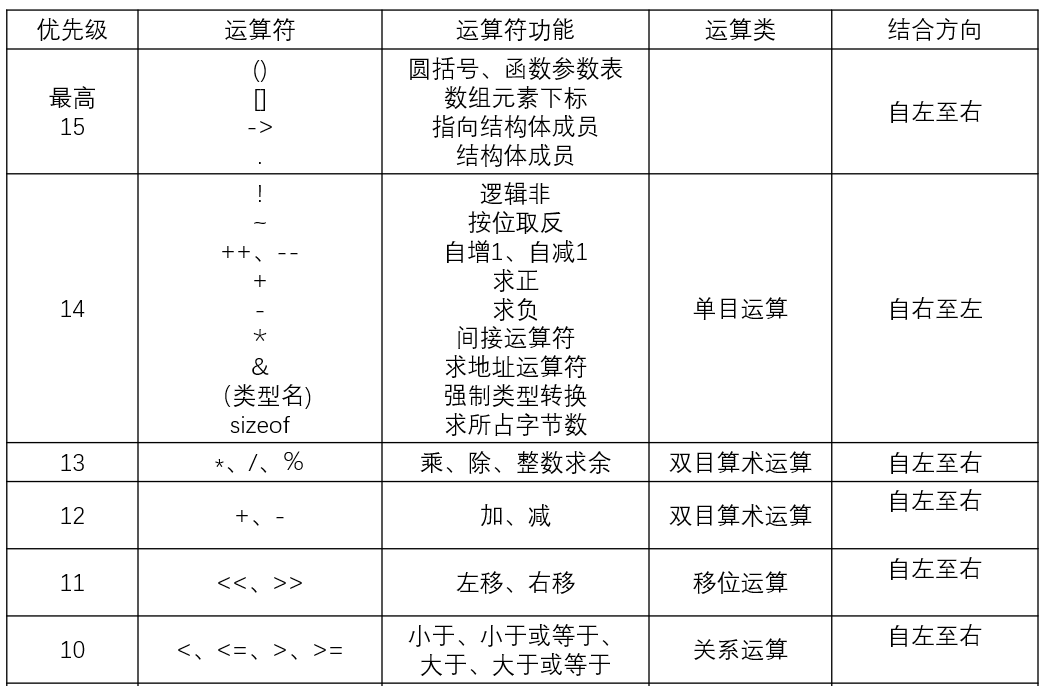 优先级 运算符 运算符功能 运算类 结合方向
最高
15
()
[]
->
.
圆括号、函数参数表
数组元素下标
指向结构体成员
结构体成员
自左至右
14
!
~
++、--
+
-
*
&
（类型名)
sizeof
逻辑非
按位取反
自增1、自减1
求正
求负
间接运算符
求地址运算符
强制类型转换
求所占字节数
单目运算
自右至左
13 *、/、% 乘、除、整数求余 双目算术运算 自左至右
12 +、- 加、减 双目算术运算 自左至右
11 <<、>> 左移、右移 移位运算 自左至右
10 <、<=、>、>= 小于、小于或等于、
大于、大于或等于
关系运算 自左至右